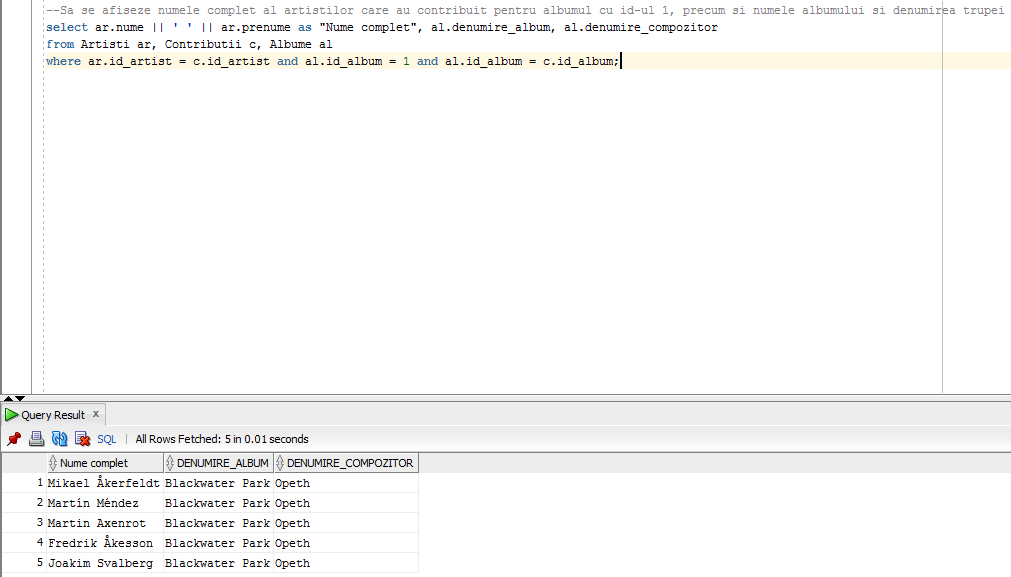 --Sa se afiseze numele complet al artistilor care au contribuit pentru albumul cu id-ul 1, precum si numele albumului si denumirea trupei
select ar.nume || ' ' || ar.prenume as "Nume complet", al.denumire_album, al.denumire_compozitor
from Artisti ar, Contributii c, Albume al
where ar.id_artist = c.id_artist and al.id_album = 1 and al.id_album = c.id_album;
Query Result x
SQL | All Rows Fetched: 5 in 0.01 seconds
Nume complet DENUMIRE_ALBUM DENUMIRE_COMPOZITOR
1 Mikael Åkerfeldt Blackwater Park Opeth
2 Martín Méndez Blackwater Park Opeth
3 Martin Axenrot Blackwater Park Opeth
4 Fredrik Åkesson Blackwater Park Opeth
5 Joakim Svalberg Blackwater Park Opeth